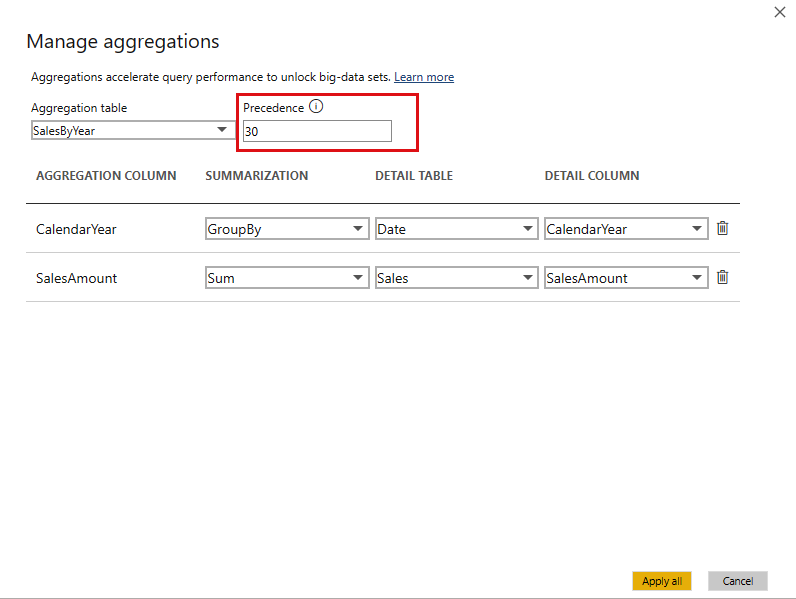 Manage aggregations
Aggregations accelerate query performance to unlock big-data sets. Learn more
Aggregation table
Precedence
SalesByYear
30
AGGREGATION COLUMN SUMMARIZATION DETAIL TABLE DETAIL COLUMN
CalendarYear GroupBy Date CalendarYear
SalesAmount Sum Sales SalesAmount
Apply all Cancel